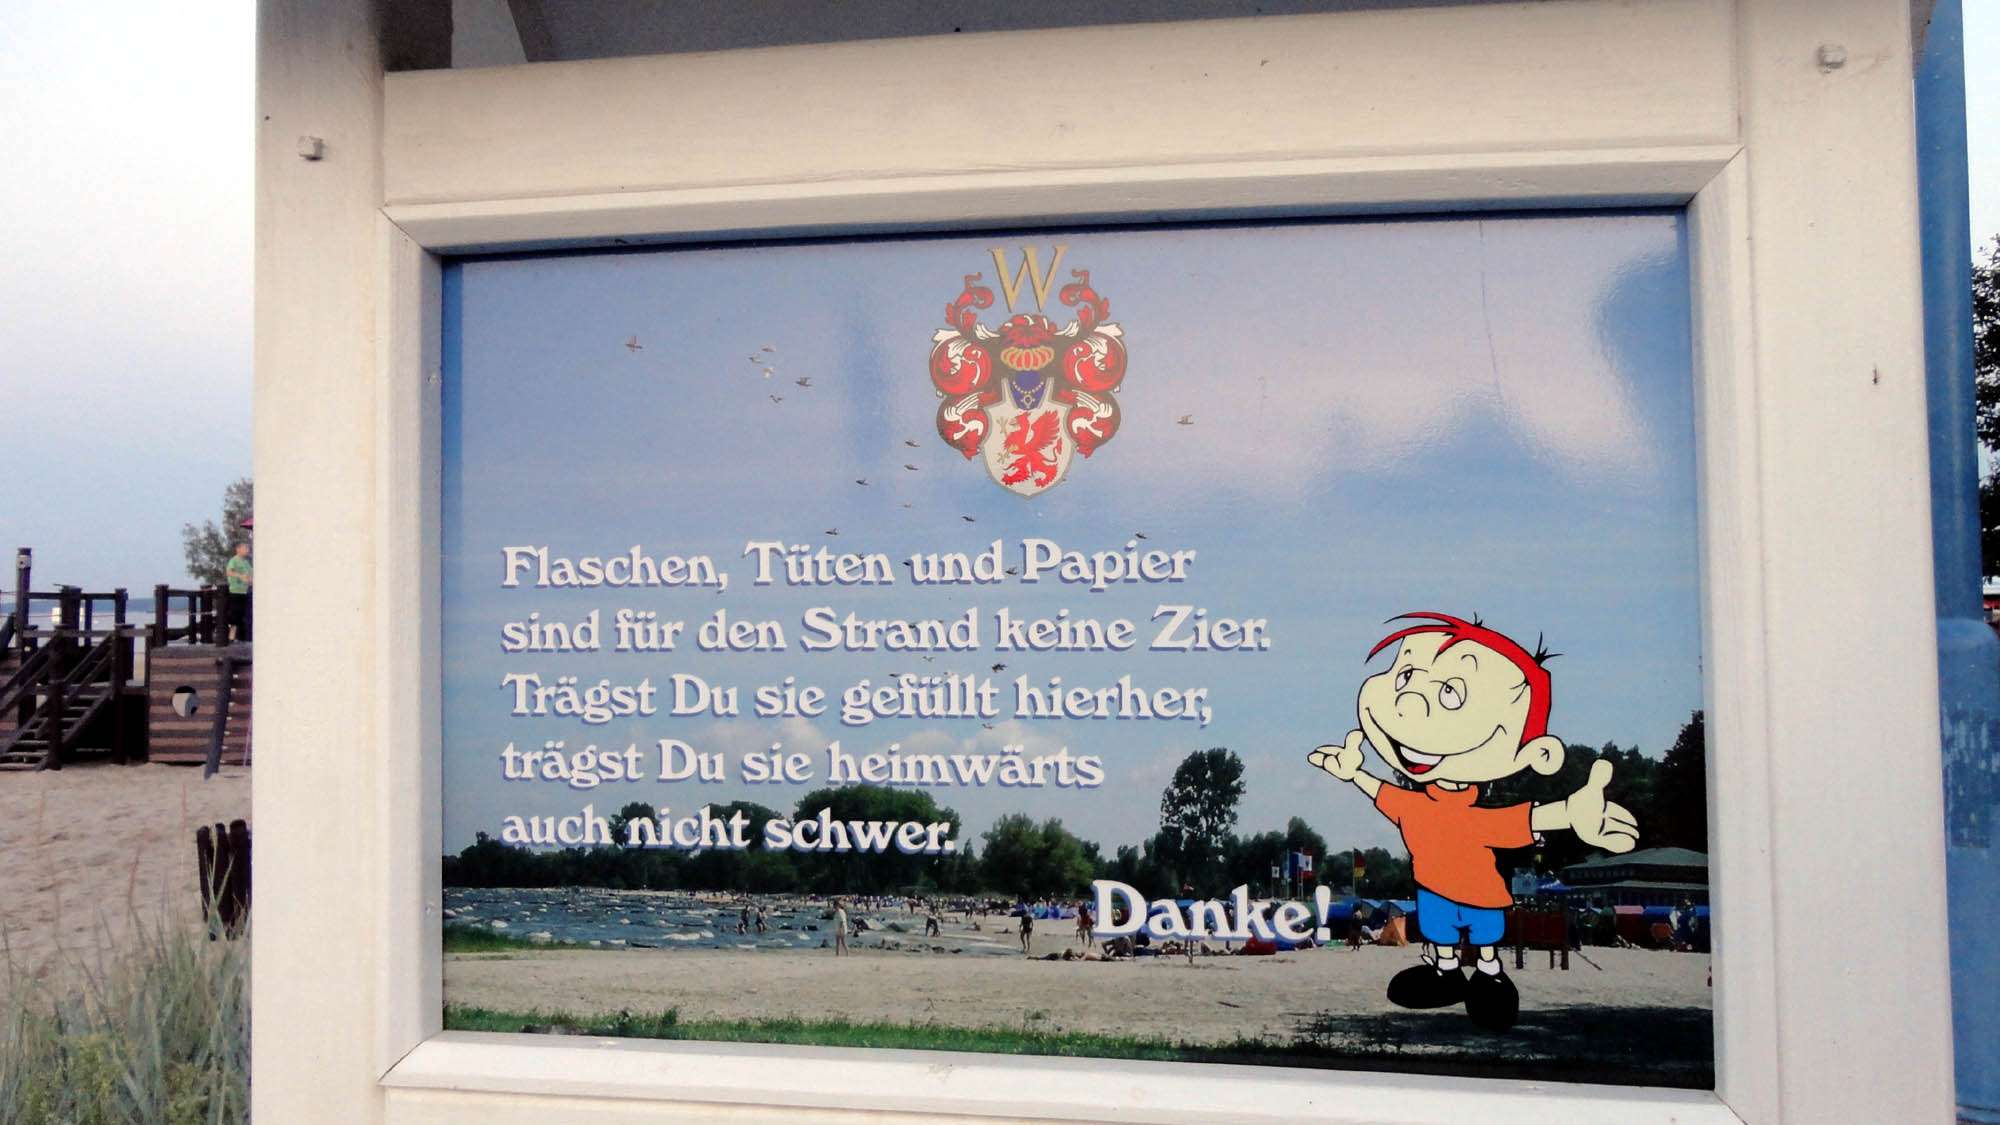 W
Flaschen, Tüten und Papier
sind für den Strand keine Zier.
Trägst Du sie gefüllt hierher,
trägst Du sie heimwärts
auch nicht schwer.
Danke!